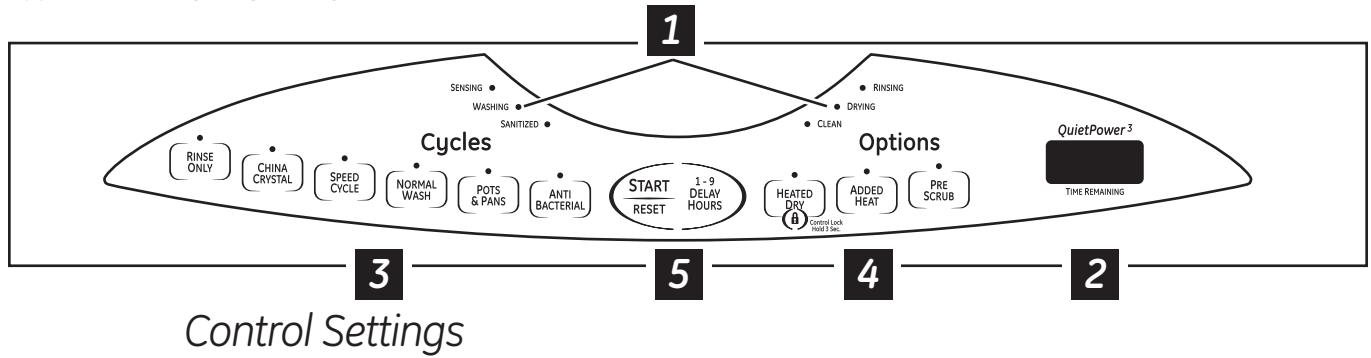 1
SENSING
WASHING
SANITIZED
RINSING
DRYING
CLEAN
Cycles
Options
QuietPower 3
RINSE
ONLY
CHINA
CRYSTAL
SPEED
CYCLE
NORMAL
WASH
POTS
& PANS
ANTI
BACTERIAL
START
RESET
1 - 9
DELAY
HOURS
HEATED
DRY
Control Lock
Hold 3 Sec.
ADDED
HEAT
PRE
SCRUB
TIME REMAINING
3
5
4
2
Control Settings